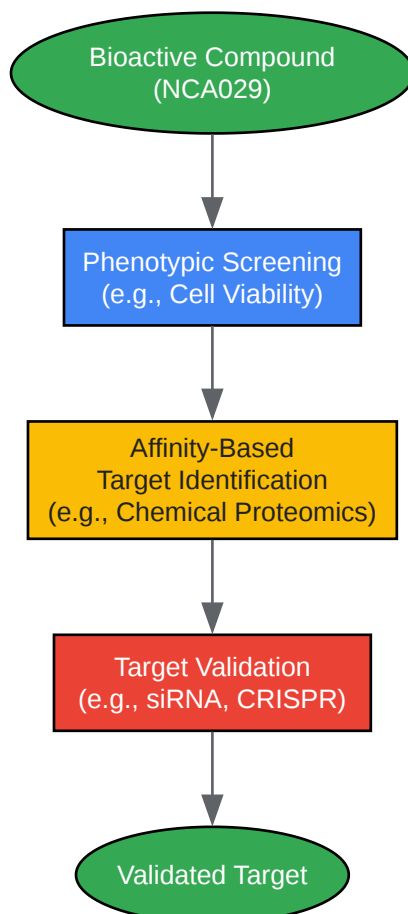 Bioactive Compound
(NCA029)
Phenotypic Screening
(e.g., Cell Viability)
Affinity-Based
Target Identification
(e.g., Chemical Proteomics)
Target Validation
(e.g., siRNA, CRISPR)
Validated Target